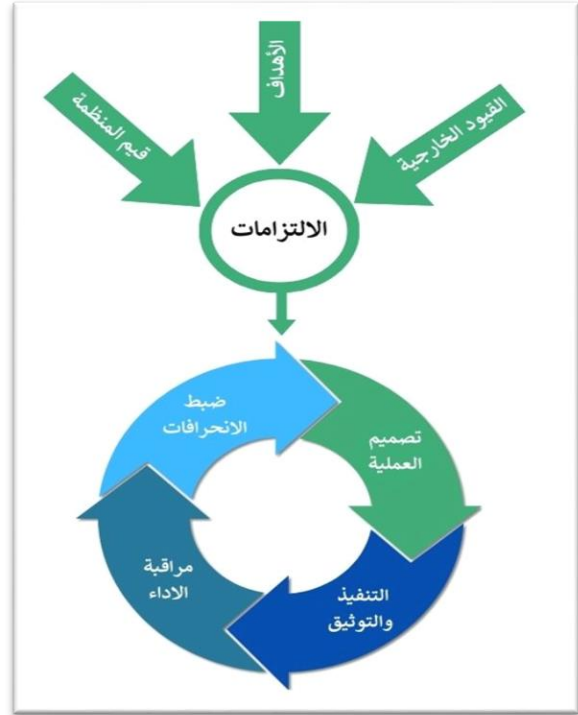 الأهداف
القيود الخارجية
قيم المنظمة
الالتزامات
تصميم
العملية
التنفيذ
والتوثيق
مراقبة
الاداء
ضبط
الانحرافات